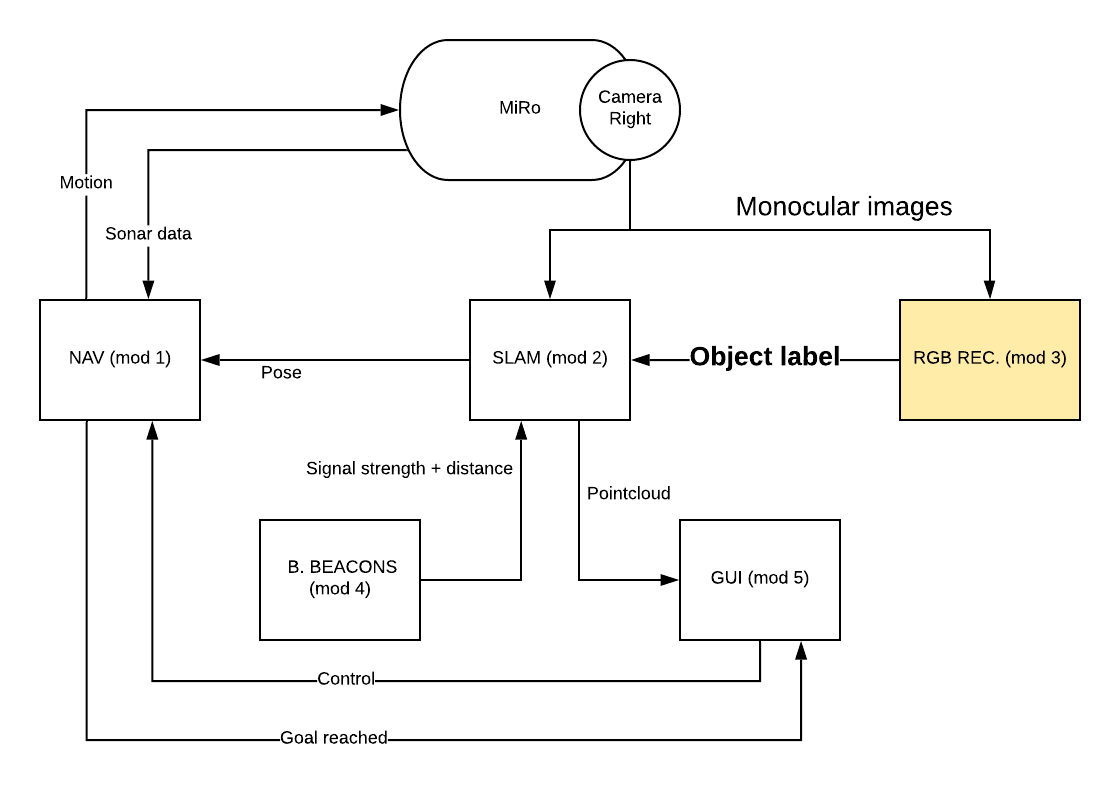 MiRo
Camera
Right
Motion
Monocular images
Sonar data
NAV (mod 1)
SLAM (mod 2)
Object label
RGB REC. (mod 3)
Pose
Signal strength + distance
Pointcloud
B. BEACONS
(mod 4)
GUI (mod 5)
Control
Goal reached